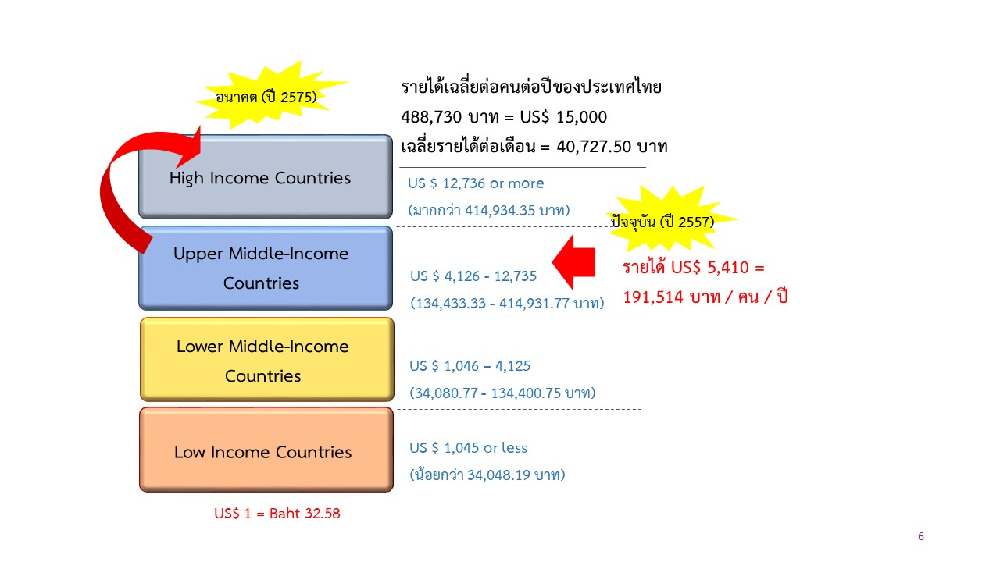 อนาคต (ปี 2575)
รายได้เฉลี่ยต่อคนต่อปีของประเทศไทย
488,730 บาท = US$ 15,000
เฉลี่ยรายได้ต่อเดือน = 40,727.50 บาท
High Income Countries
US $ 12,736 or more
(มากกว่า 414,934.35 บาท)
ปัจจุบัน (ปี 2557)
รายได้ US$ 5,410 =
191,514 บาท / คน / ปี
Upper Middle-Income
Countries
US $ 4,126 - 12,735
(134,433.33 - 414,931.77 บาท)
Lower Middle-Income
Countries
US $ 1,046 – 4,125
(34,080.77 - 134,400.75 บาท)
Low Income Countries
US $ 1,045 or less
(น้อยกว่า 34,048.19 บาท)
US$ 1 = Baht 32.58
6